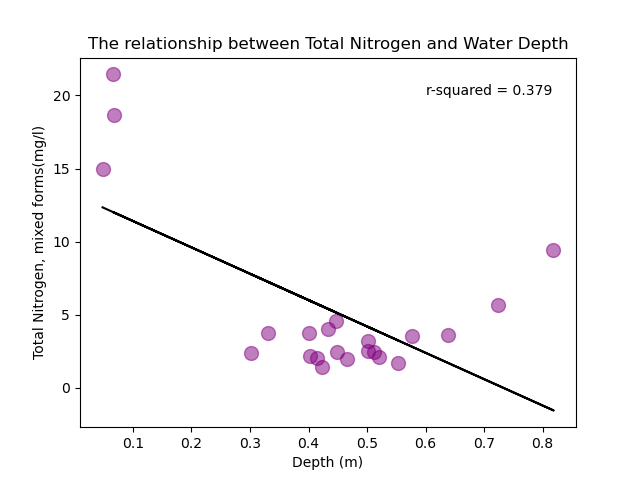 The relationship between Total Nitrogen and Water Depth
r-squared = 0.379
Total Nitrogen, mixed forms(mg/l)
20
15
10
5
0
0.1 0.2 0.3 0.4 0.5 0.6 0.7 0.8
Depth (m)